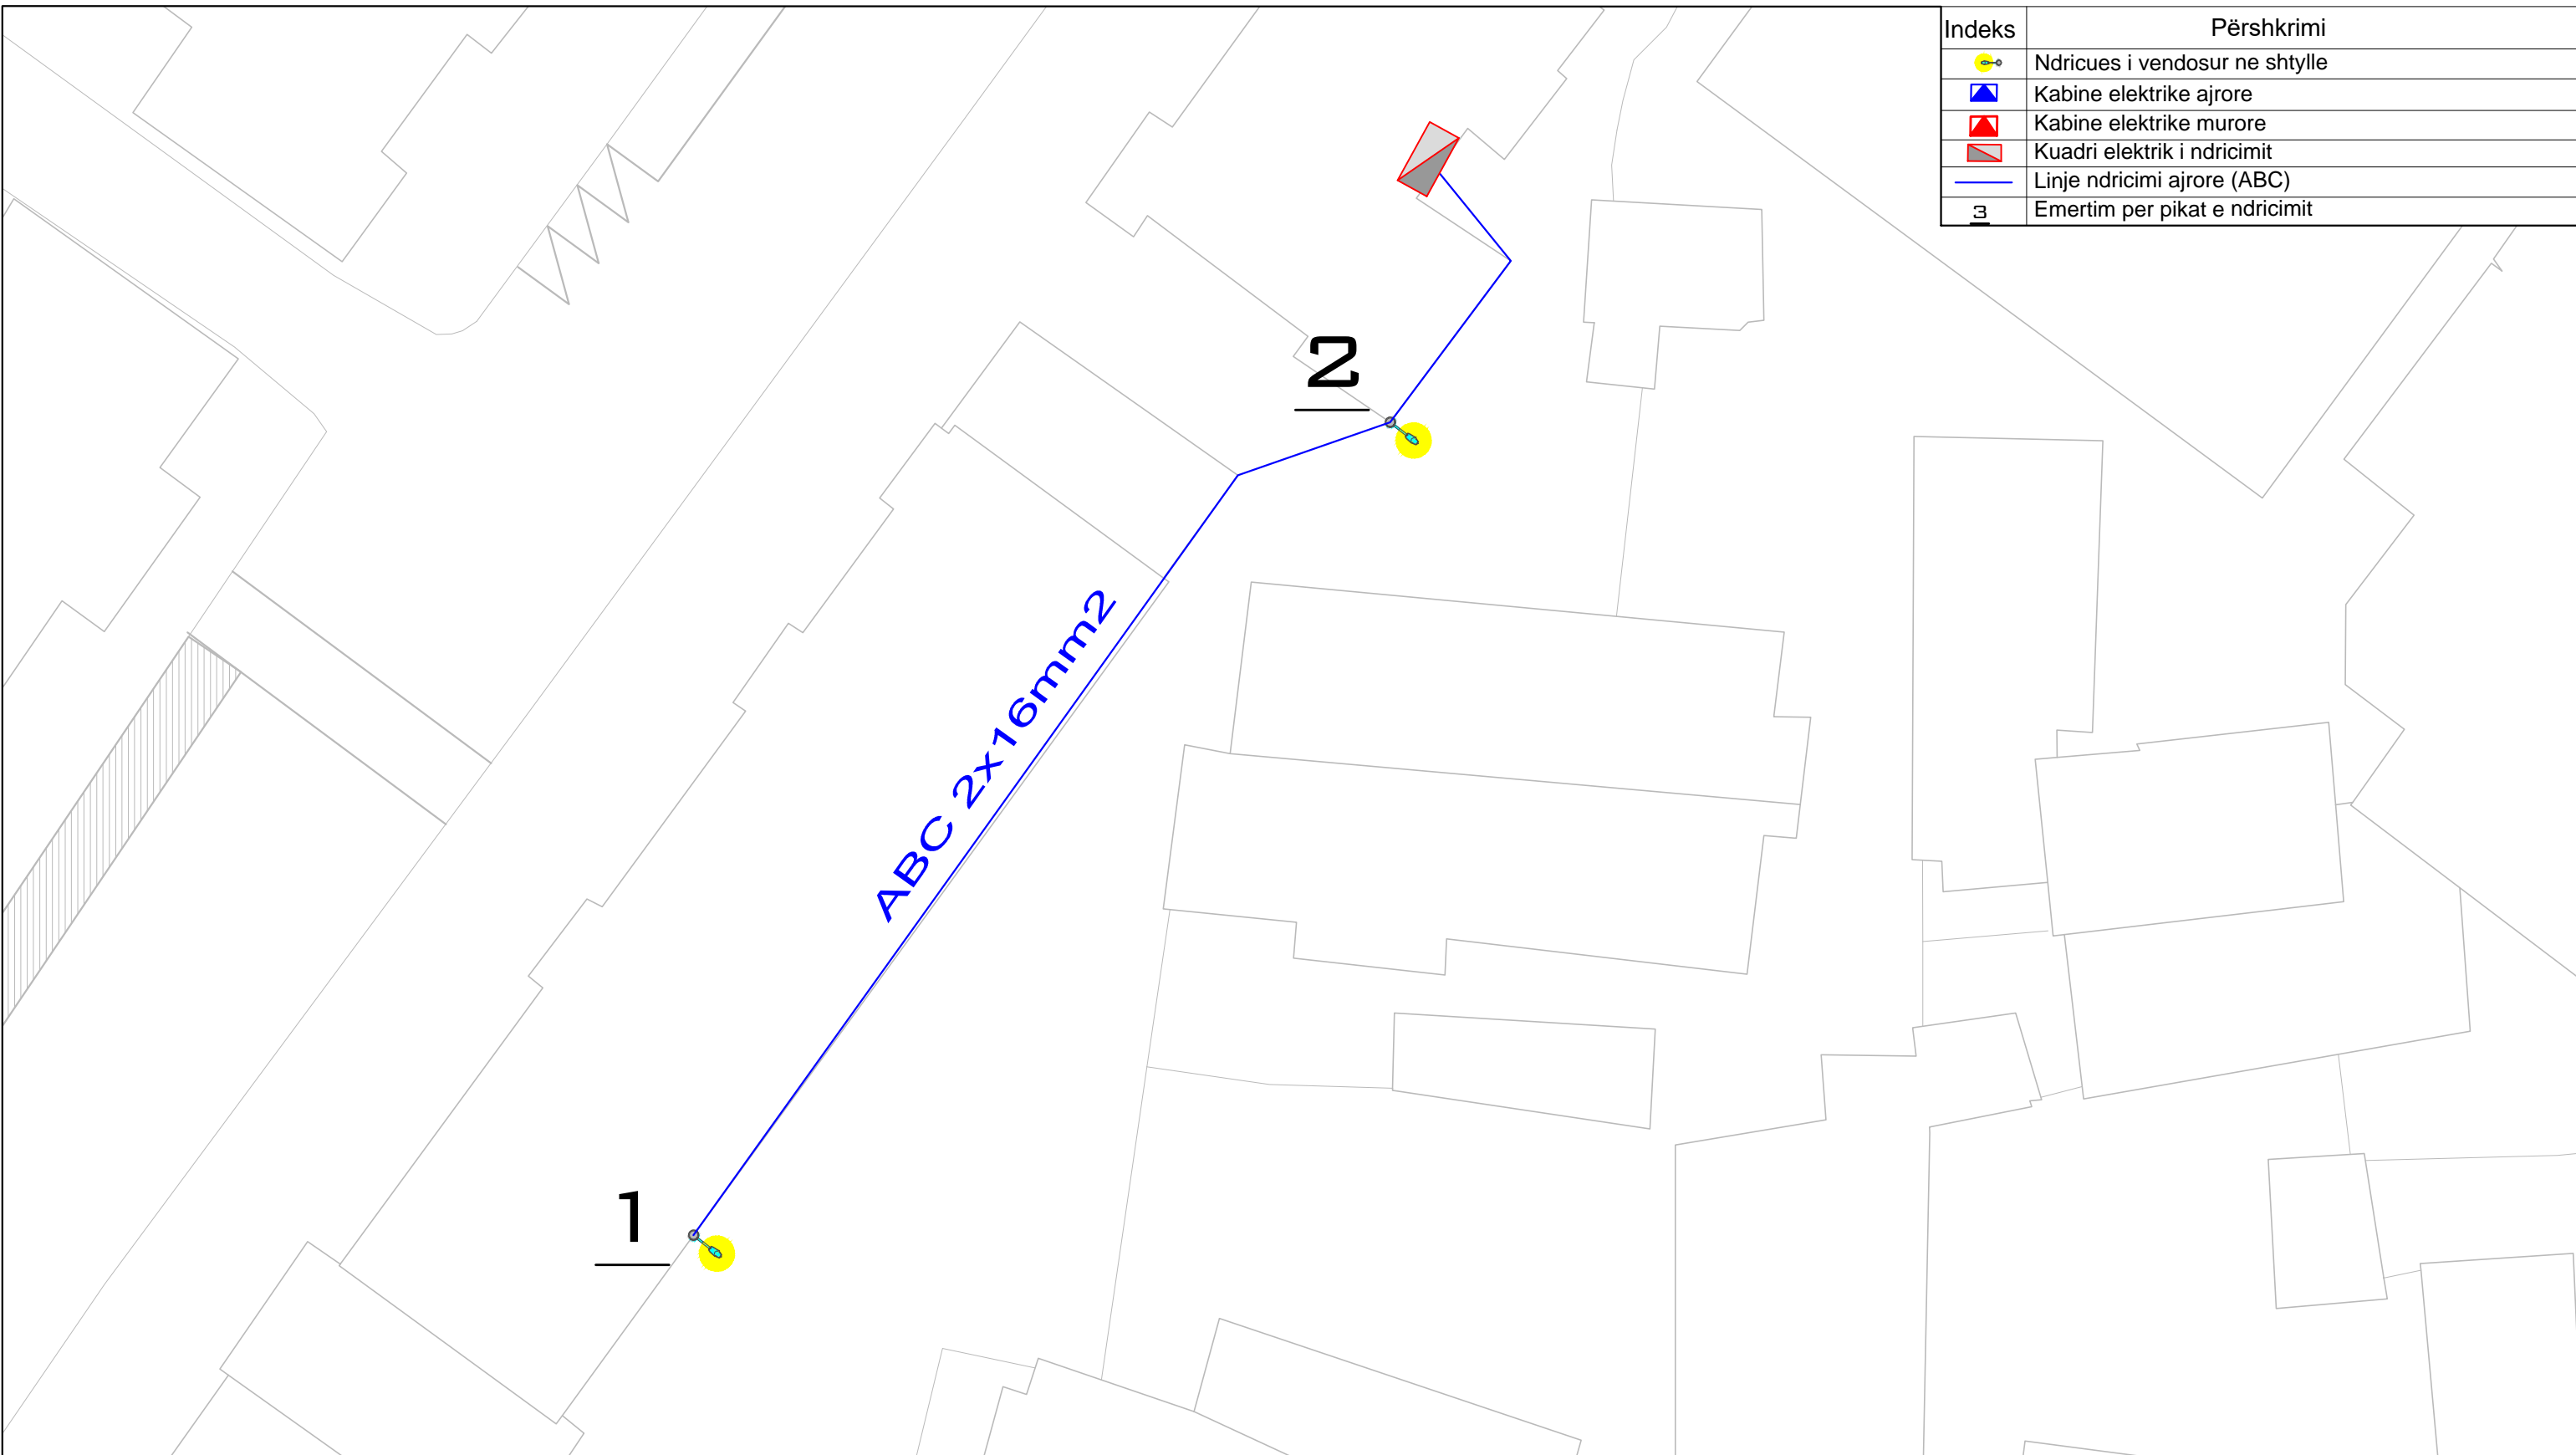 Indeks Përshkrimi
Ndricues i vendosur ne shtylle
Kabine elektrike ajrore
Kabine elektrike murore
Kuadri elektrik i ndricimit
Linje ndricimi ajrore (ABC)
3 Emertim per pikat e ndricimit
2
ABC 2x16mm2
1